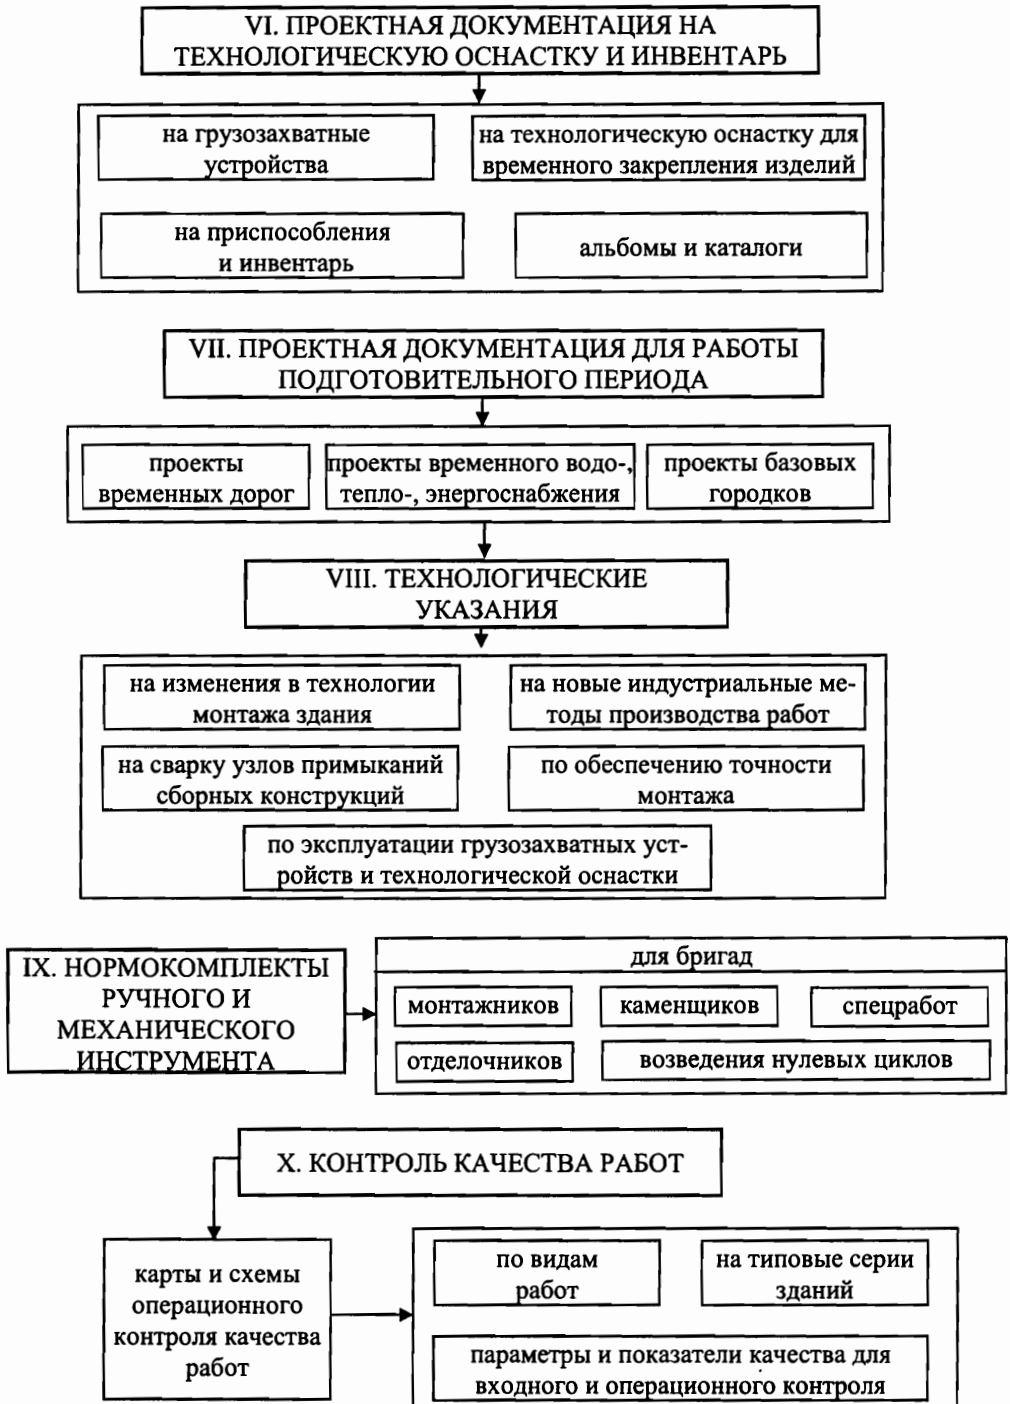 VI. ПРОЕКТНАЯ ДОКУМЕНТАЦИЯ НА
ТЕХНОЛОГИЧЕСКУЮ ОСНАСТКУ И ИНВЕНТАРЬ
на грузозахватные
устройства
на технологическую оснастку для
временного закрепления изделий
на приспособления
и инвентарь
альбомы и каталоги
VII. ПРОЕКТНАЯ ДОКУМЕНТАЦИЯ ДЛЯ РАБОТЫ
ПОДГОТОВИТЕЛЬНОГО ПЕРИОДА
проекты
временных дорог
проекты временного водо-,
тепло-, энергоснабжения
проекты базовых
городков
VIII. ТЕХНОЛОГИЧЕСКИЕ
УКАЗАНИЯ
на изменения в технологии
монтажа здания
на новые индустриальные ме-
тоды производства работ
на сварку узлов примыканий
сборных конструкций
по обеспечению точности
монтажа
по эксплуатации грузозахватных уст-
ройств и технологической оснастки
IX. НОРМОКОМПЛЕКТЫ
РУЧНОГО И
МЕХАНИЧЕСКОГО
ИНСТРУМЕНТА
для бригад
монтажников
каменщиков
спецработ
отделочников
возведения нулевых циклов
X. КОНТРОЛЬ КАЧЕСТВА РАБОТ
карты и схемы
операционного
контроля качества
работ
по видам
работ
на типовые серии
зданий
параметры и показатели качества для
входного и операционного контроля